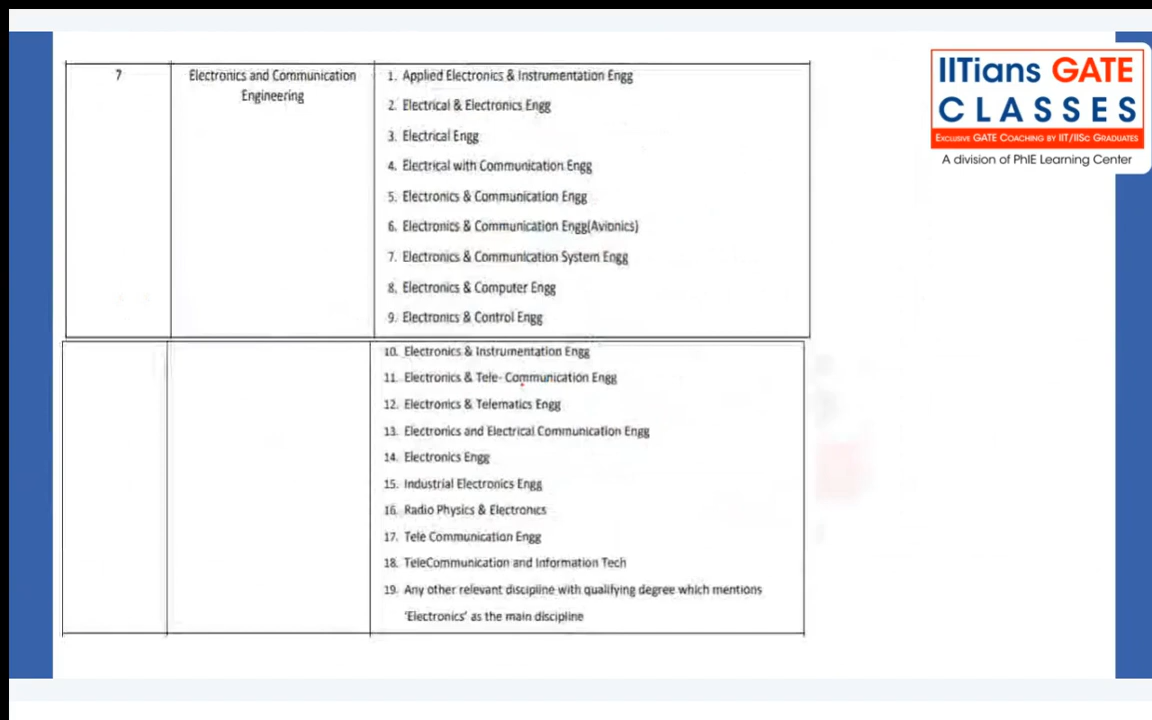 IITians GATE
CLASSES
EXCLUSIVE GATE COACHING BY IIT/IISc GRADUATES
A division of PhIE Learning Center
7
Electronics and Communication
Engineering
1. Applied Electronics & Instrumentation Engg
2. Electrical & Electronics Engg
3. Electrical Engg
4. Electrical with Communication Engg
5. Electronics & Communication Engg
6. Electronics & Communication Engg(Avionics)
7. Electronics & Communication System Engg
8. Electronics & Computer Engg
9. Electronics & Control Engg
10. Electronics & Instrumentation Engg
11. Electronics & Tele- Communication Engg
12. Electronics & Telematics Engg
13. Electronics and Electrical Communication Engg
14. Electronics Engg
15. Industrial Electronics Engg
16. Radio Physics & Electronics
17. Tele Communication Engg
18. TeleCommunication and Information Tech
19. Any other relevant discipline with qualifying degree which mentions
'Electronics' as the main discipline